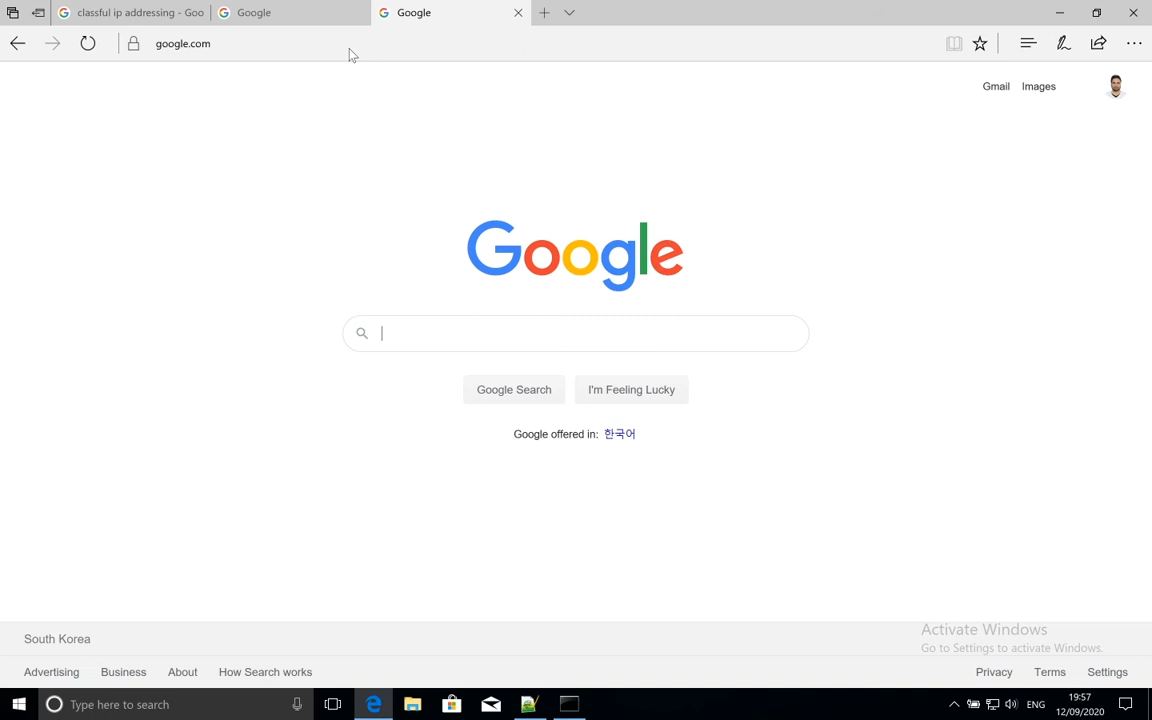 classful ip addressing - Goo
Google
Google
google.com
Gmail
Images
Google
Google Search
I'm Feeling Lucky
Google offered in: 한국어
South Korea
Activate Windows
Go to Settings to activate Windows.
Advertising
Business
About
How Search works
Privacy
Terms
Settings
Type here to search
ENG
19:57
12/09/2020